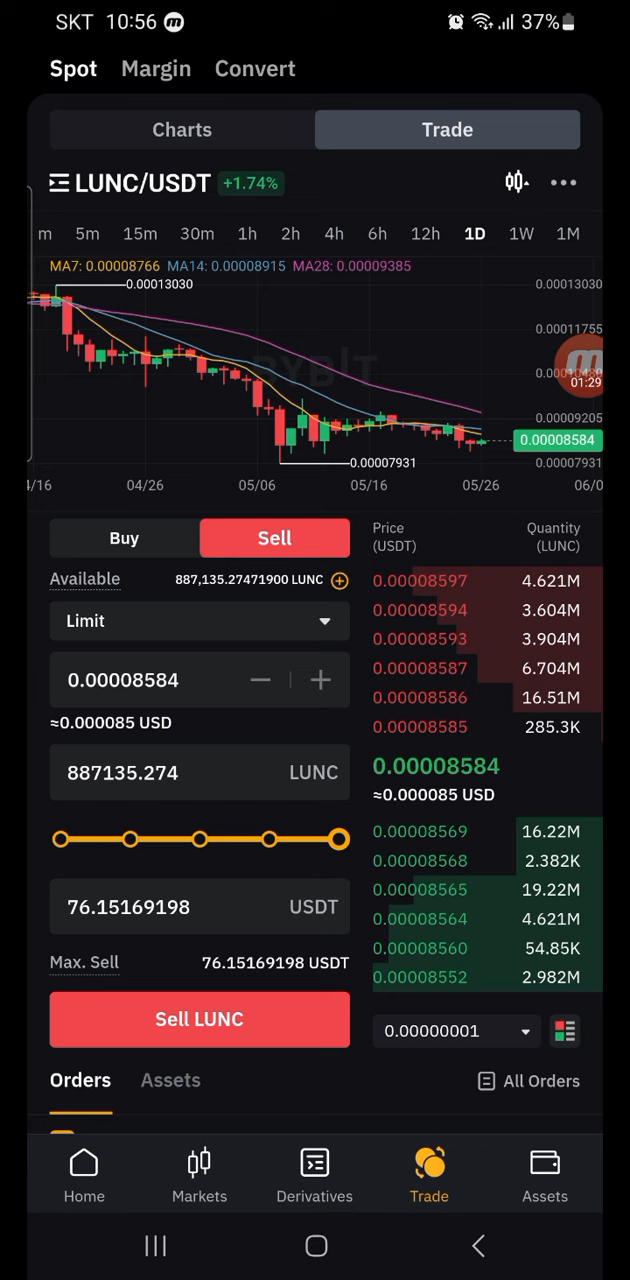 SKT 10:56 m 37%
Spot Margin Convert
Charts Trade
LUNC/USDT +1.74%
m 5m 15m 30m 1h 2h 4h 6h 12h 1D 1W 1M
MA7: 0.00008766 MA14: 0.00008915 MA28: 0.00009385
0.00013030 0.00013030
0.00011755
BYBIT
m
01:29
0.00010480
0.00009205
0.00008584
0.00007931 0.00007931
4/16 04/26 05/06 05/16 05/26 06/0
Buy Sell
Available 887,135.27471900 LUNC
Limit
0.00008584
≈0.000085 USD
887135.274 LUNC
76.15169198 USDT
Max. Sell 76.15169198 USDT
Sell LUNC
Price Quantity
(USDT) (LUNC)
0.00008597 4.621M
0.00008594 3.604M
0.00008593 3.904M
0.00008587 6.704M
0.00008586 16.51M
0.00008585 285.3K
0.00008584
≈0.000085 USD
0.00008569 16.22M
0.00008568 2.382K
0.00008565 19.22M
0.00008564 4.621M
0.00008560 54.85K
0.00008552 2.982M
0.00000001
Orders Assets All Orders
Home Markets Derivatives Trade Assets